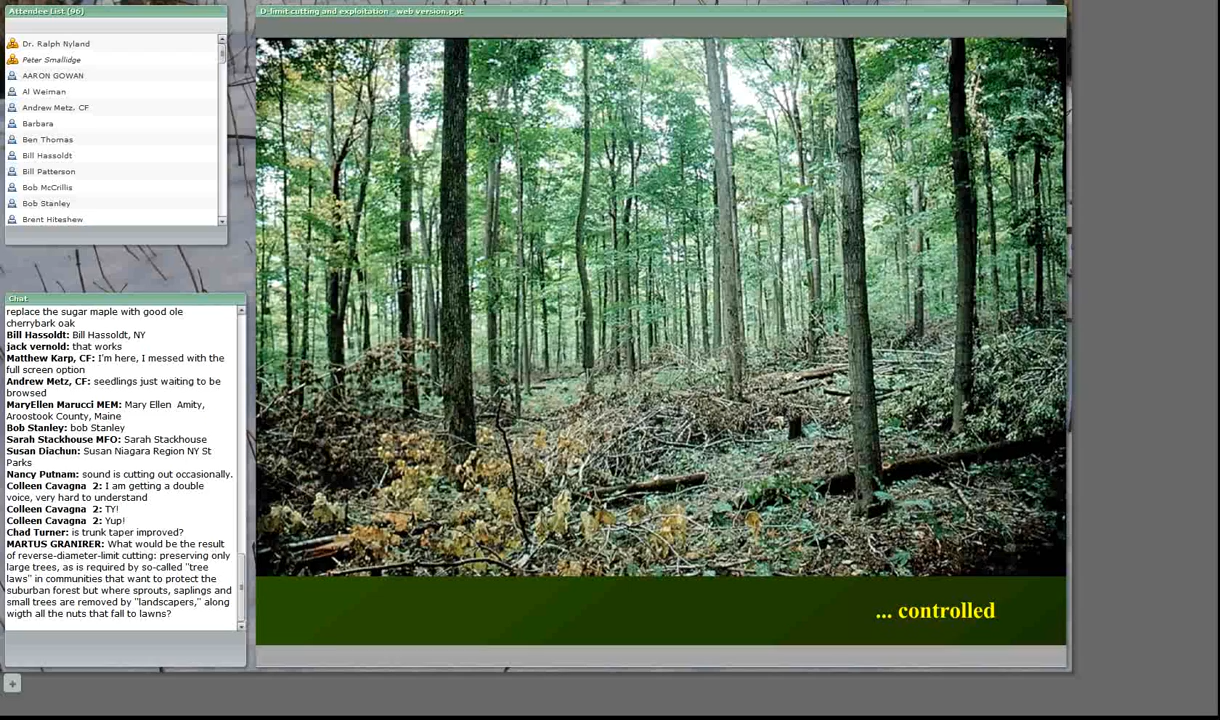 Attendee List (96)
Dr. Ralph Nyland
Peter Smallidge
AARON GOWAN
Al Weiman
Andrew Metz, CF
Barbara
Ben Thomas
Bill Hassoldt
Bill Patterson
Bob McCrillis
Bob Stanley
Brent Hiteshew
Chat
replace the sugar maple with good ole
cherrybark oak
Bill Hassoldt: Bill Hassoldt, NY
jack vernold: that works
Matthew Karp, CF: I'm here, I messed with the
full screen option
Andrew Metz, CF: seedlings just waiting to be
browsed
MaryEllen Marucci MEM: Mary Ellen Amity,
Aroostook County, Maine
Bob Stanley: bob Stanley
Sarah Stackhouse MFO: Sarah Stackhouse
Susan Diachun: Susan Niagara Region NY St
Parks
Nancy Putnam: sound is cutting out occasionally.
Colleen Cavagna 2: I am getting a double
voice, very hard to understand
Colleen Cavagna 2: TY!
Colleen Cavagna 2: Yup!
Chad Turner: is trunk taper improved?
MARTUS GRANIRER: What would be the result
of reverse-diameter-limit cutting: preserving only
large trees, as is required by so-called "tree
laws" in communities that want to protect the
suburban forest but where sprouts, saplings and
small trees are removed by "landscapers," along
wigth all the nuts that fall to lawns?
D-limit cutting and exploitation - web version.ppt
... controlled